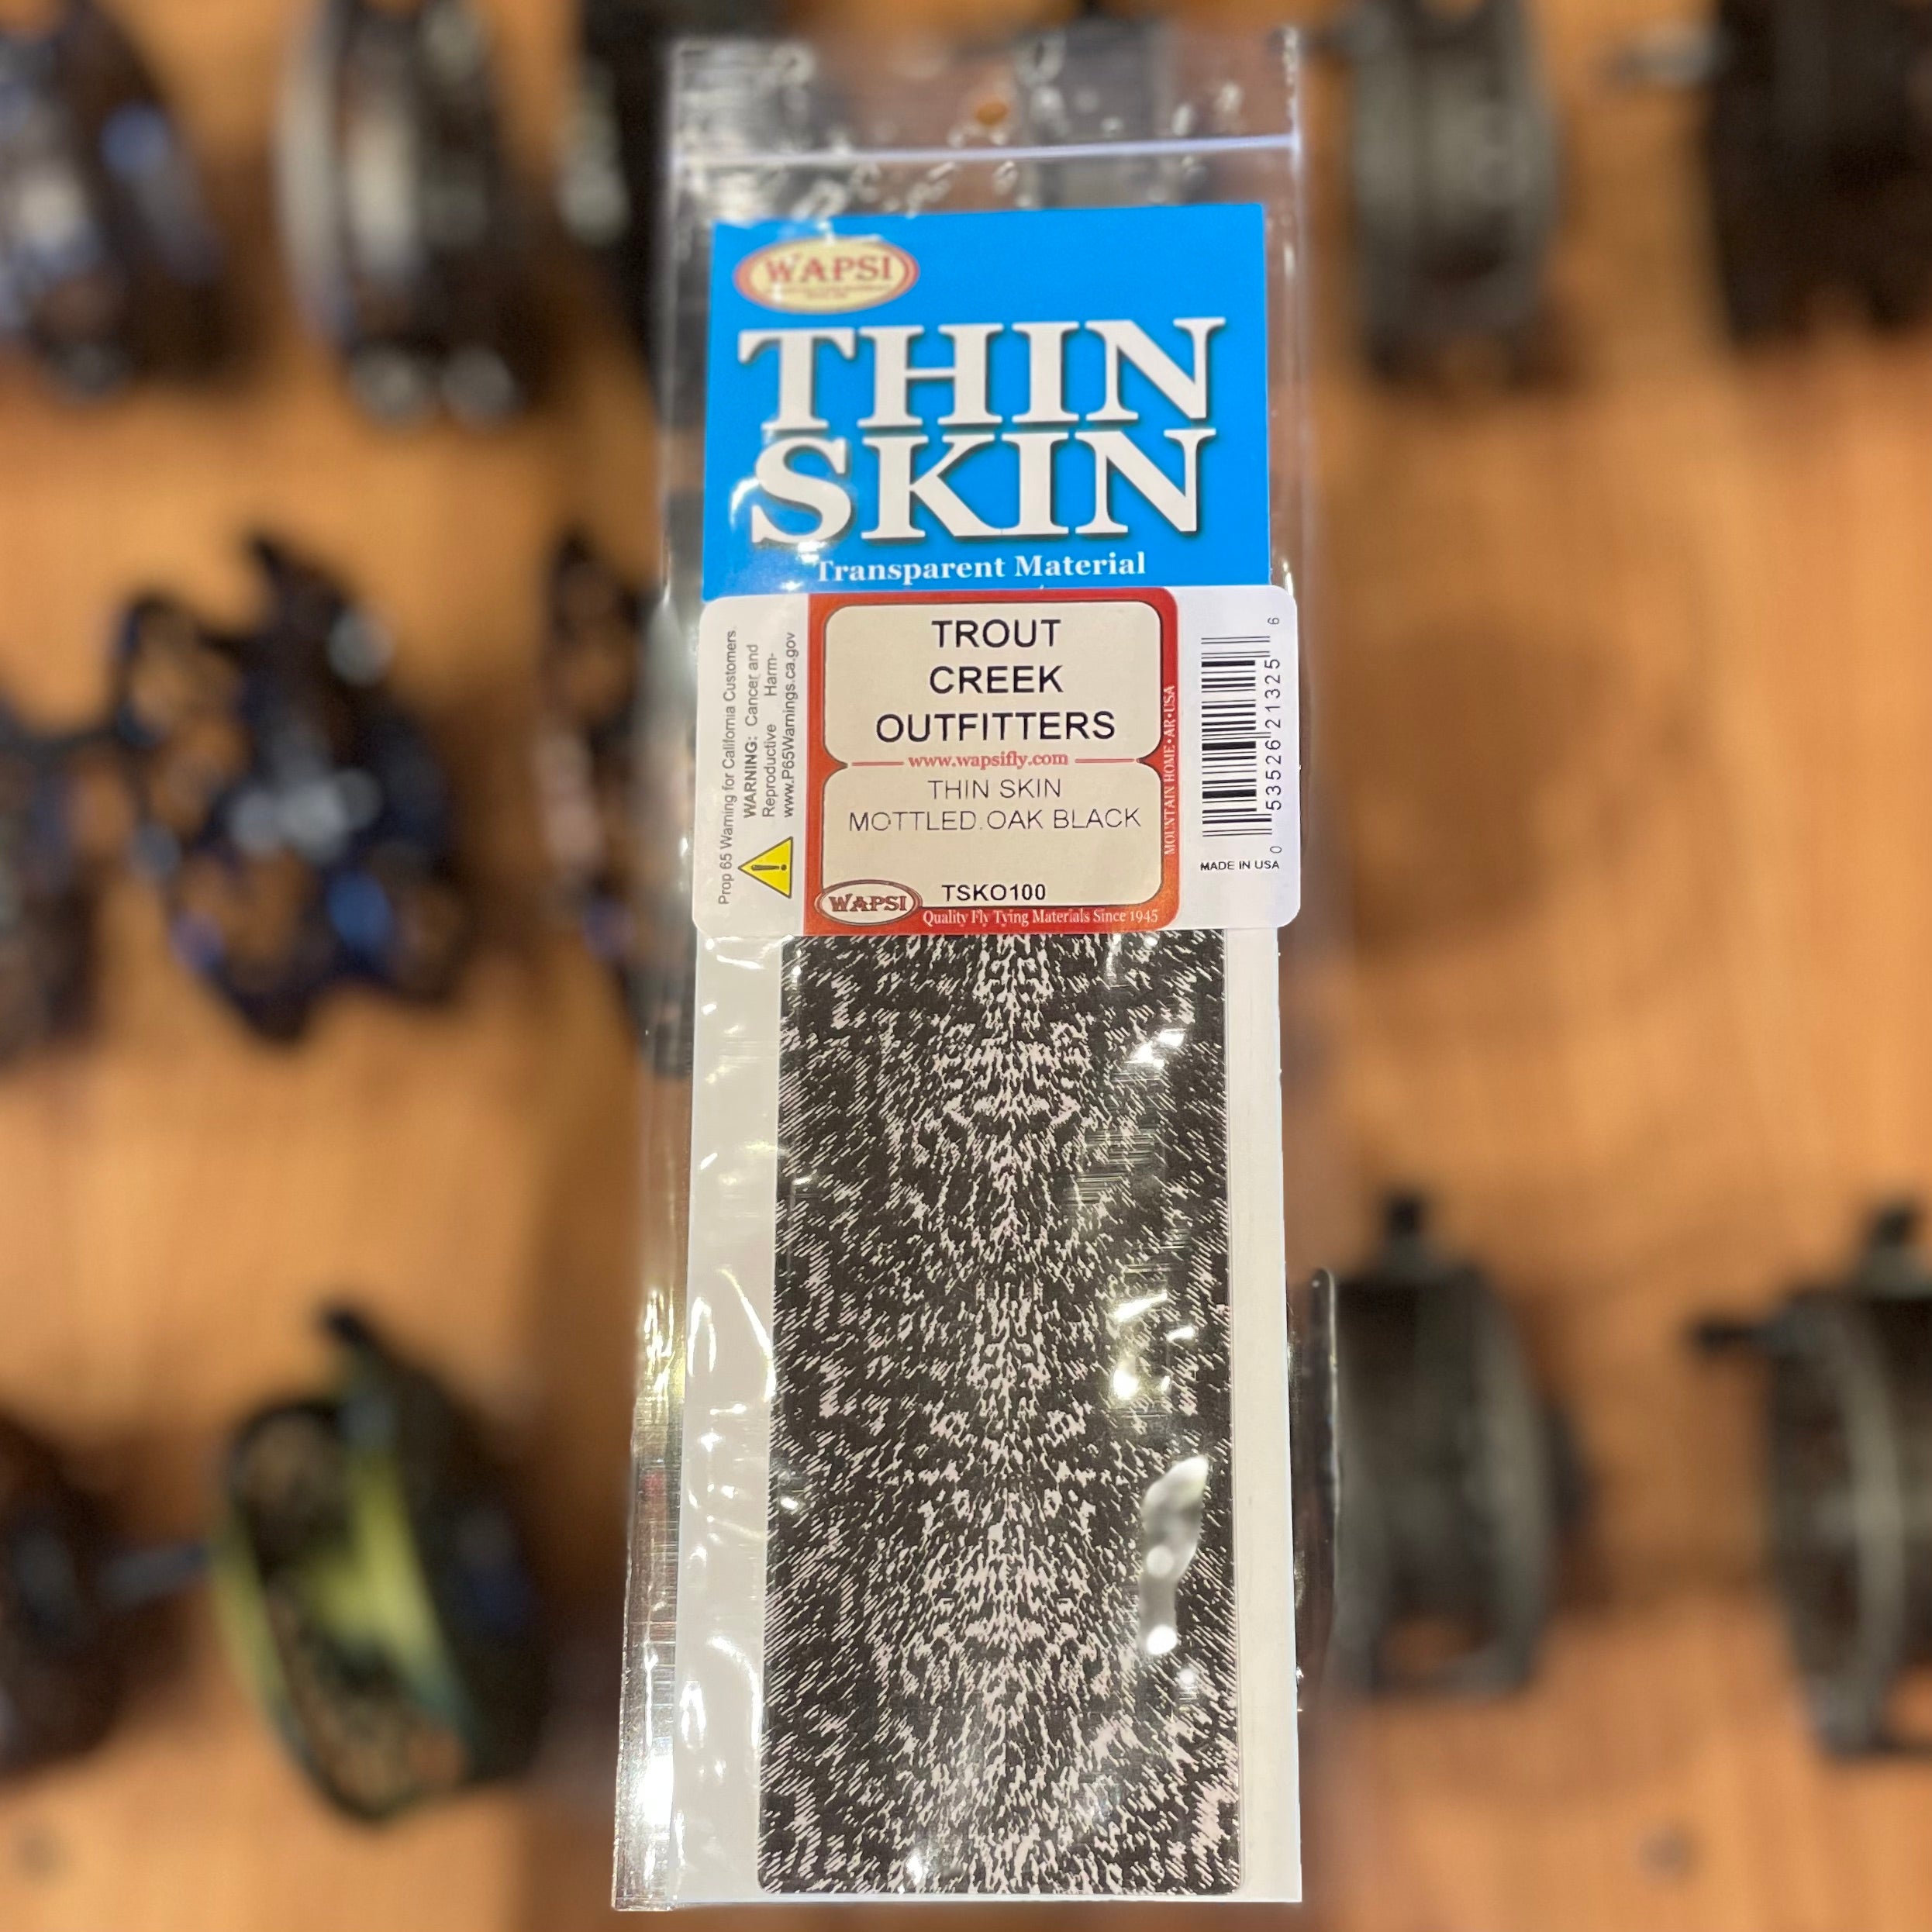 WAPSI
THIN
SKIN
Transparent Material
Prop 65 Warning for California Customers.
WARNING: Cancer and
Reproductive Harm-
www.P65Warnings.ca.gov
TROUT
CREEK
OUTFITTERS
www.wapsifly.com
THIN SKIN
MOTTLED OAK BLACK
TSKO100
WAPSI
Quality Fly Tying Materials Since 1945
MOUNTAIN HOME • AR • USA
0 53526 21325 6
MADE IN USA